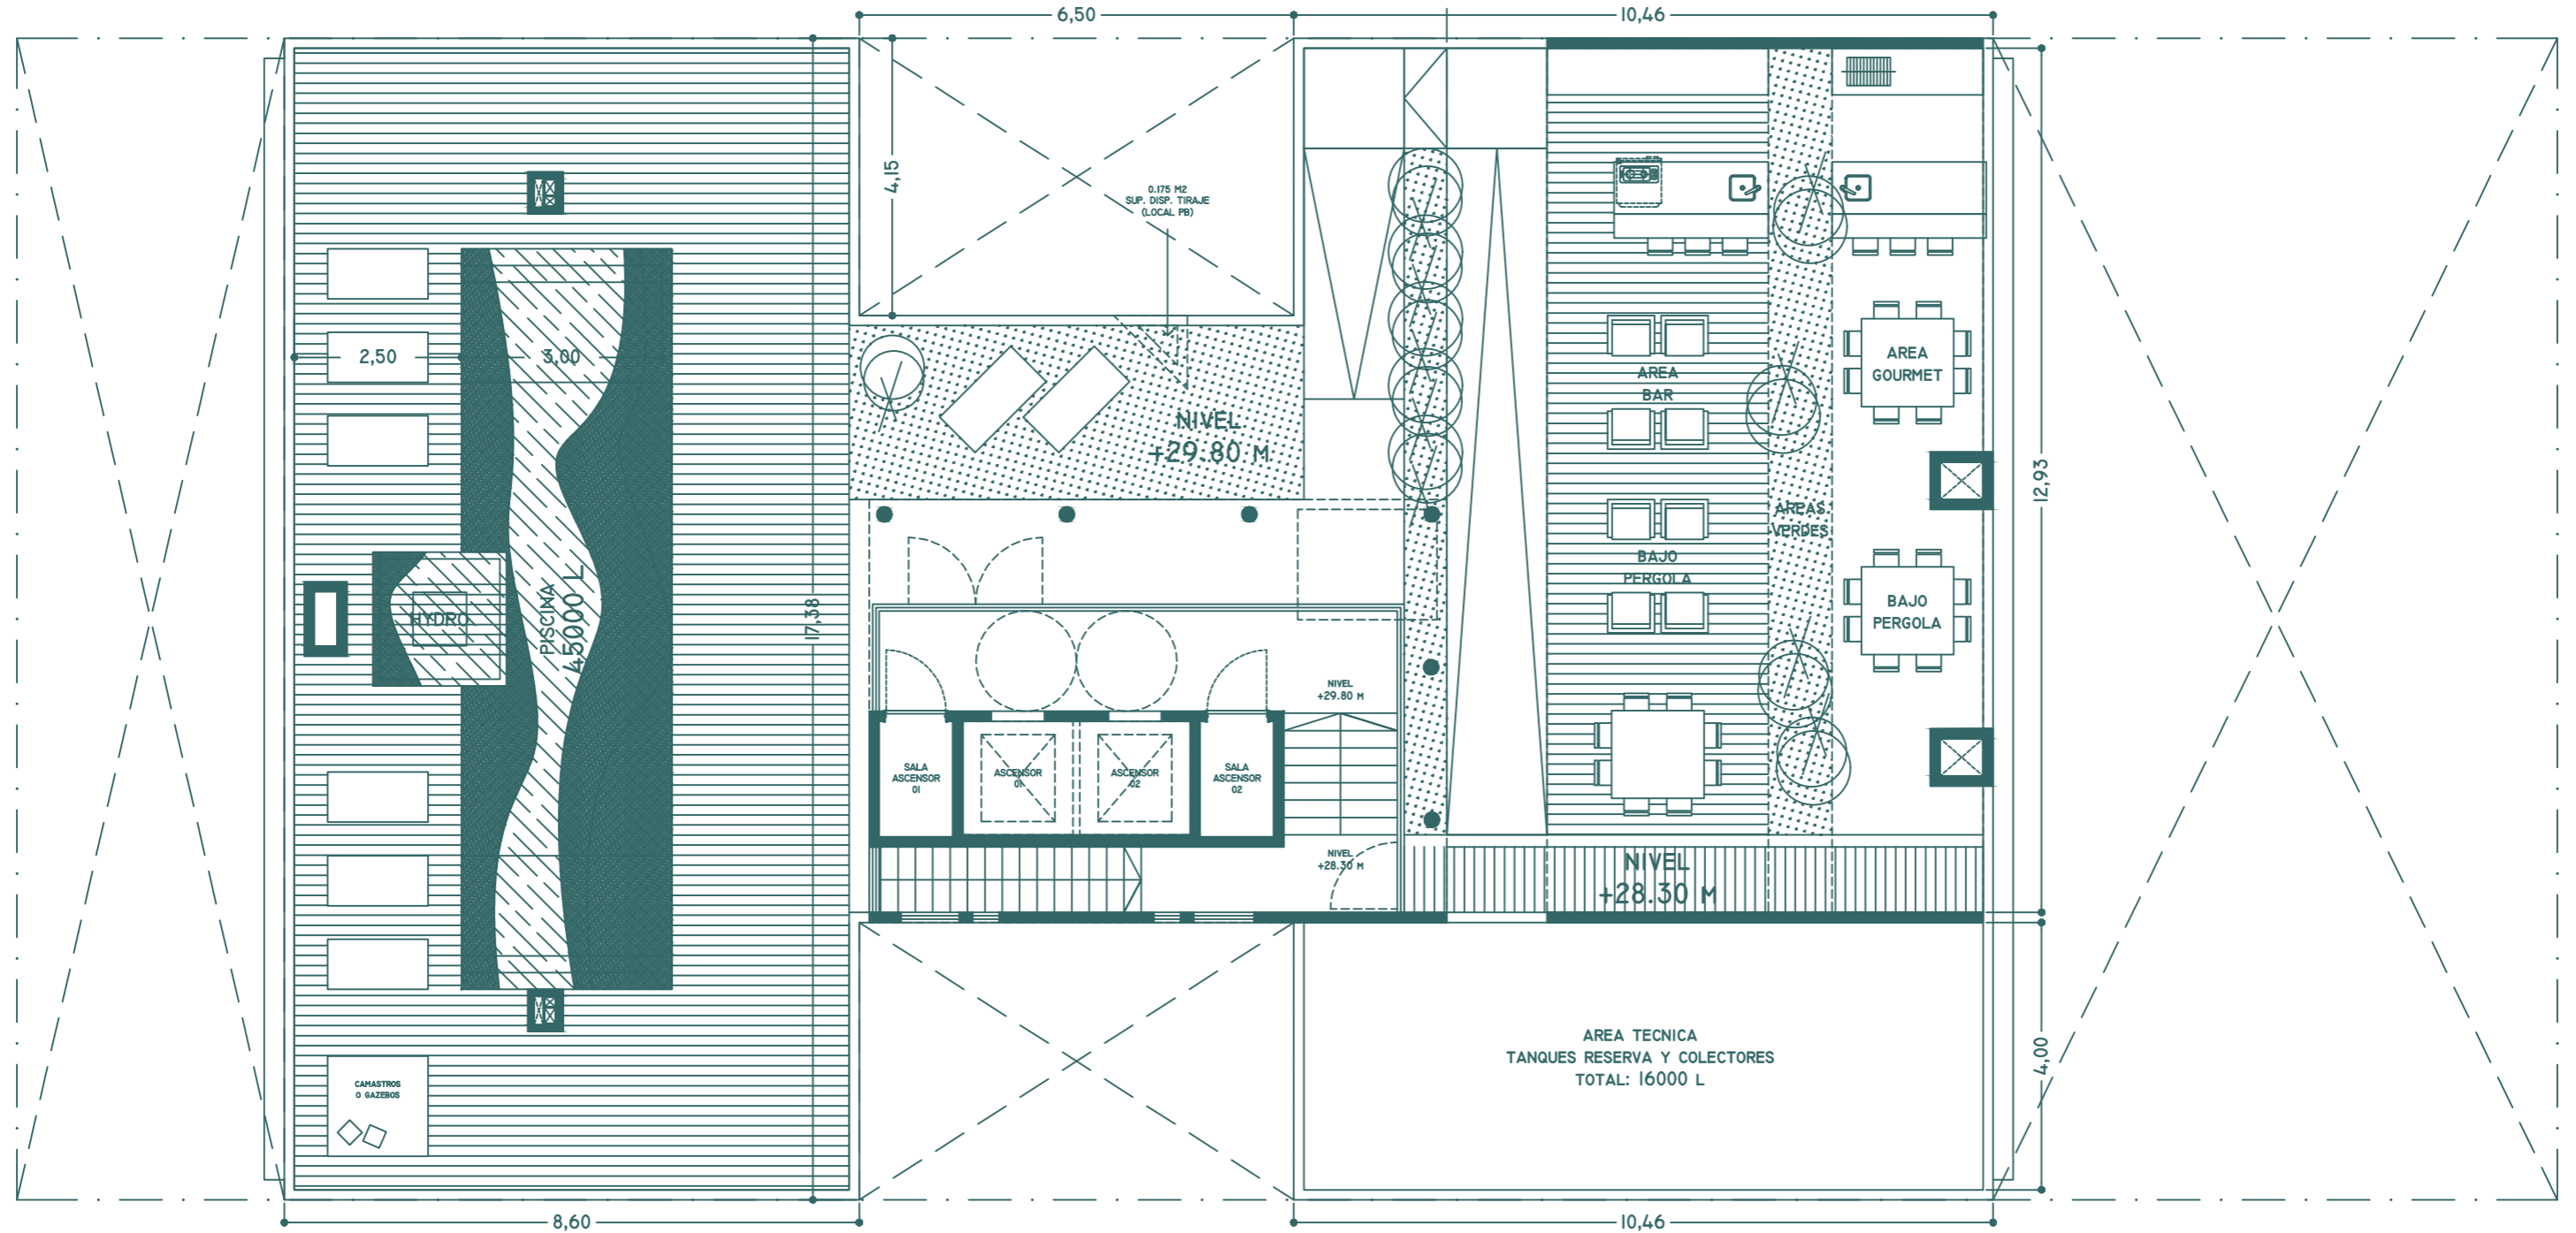 6,50
10,46
4,15
0.175 M2
SUP. DISP. TIRAJE
(LOCAL PB)
2,50
3,00
NIVEL
+29.80 M
AREA
BAR
AREA
GOURMET
12,93
AREAS
VERDES
BAJO
PERGOLA
BAJO
PERGOLA
HYDRO
PISCINA
45000 L
17,38
NIVEL
+29.80 M
SALA
ASCENSOR
01
ASCENSOR
01
ASCENSOR
02
SALA
ASCENSOR
02
NIVEL
+28.30 M
NIVEL
+28.30 M
AREA TECNICA
TANQUES RESERVA Y COLECTORES
TOTAL: 16000 L
4,00
CAMASTROS
O GAZEBOS
8,60
10,46